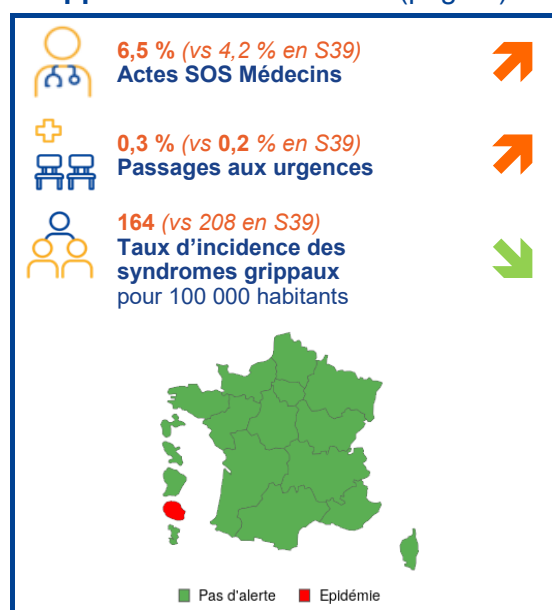 6,5 % (vs 4,2 % en S39)
Actes SOS Médecins
0,3 % (vs 0,2 % en S39)
Passages aux urgences
164 (vs 208 en S39)
Taux d'incidence des
syndromes grippaux
pour 100 000 habitants
Pas d'alerte
Epidémie